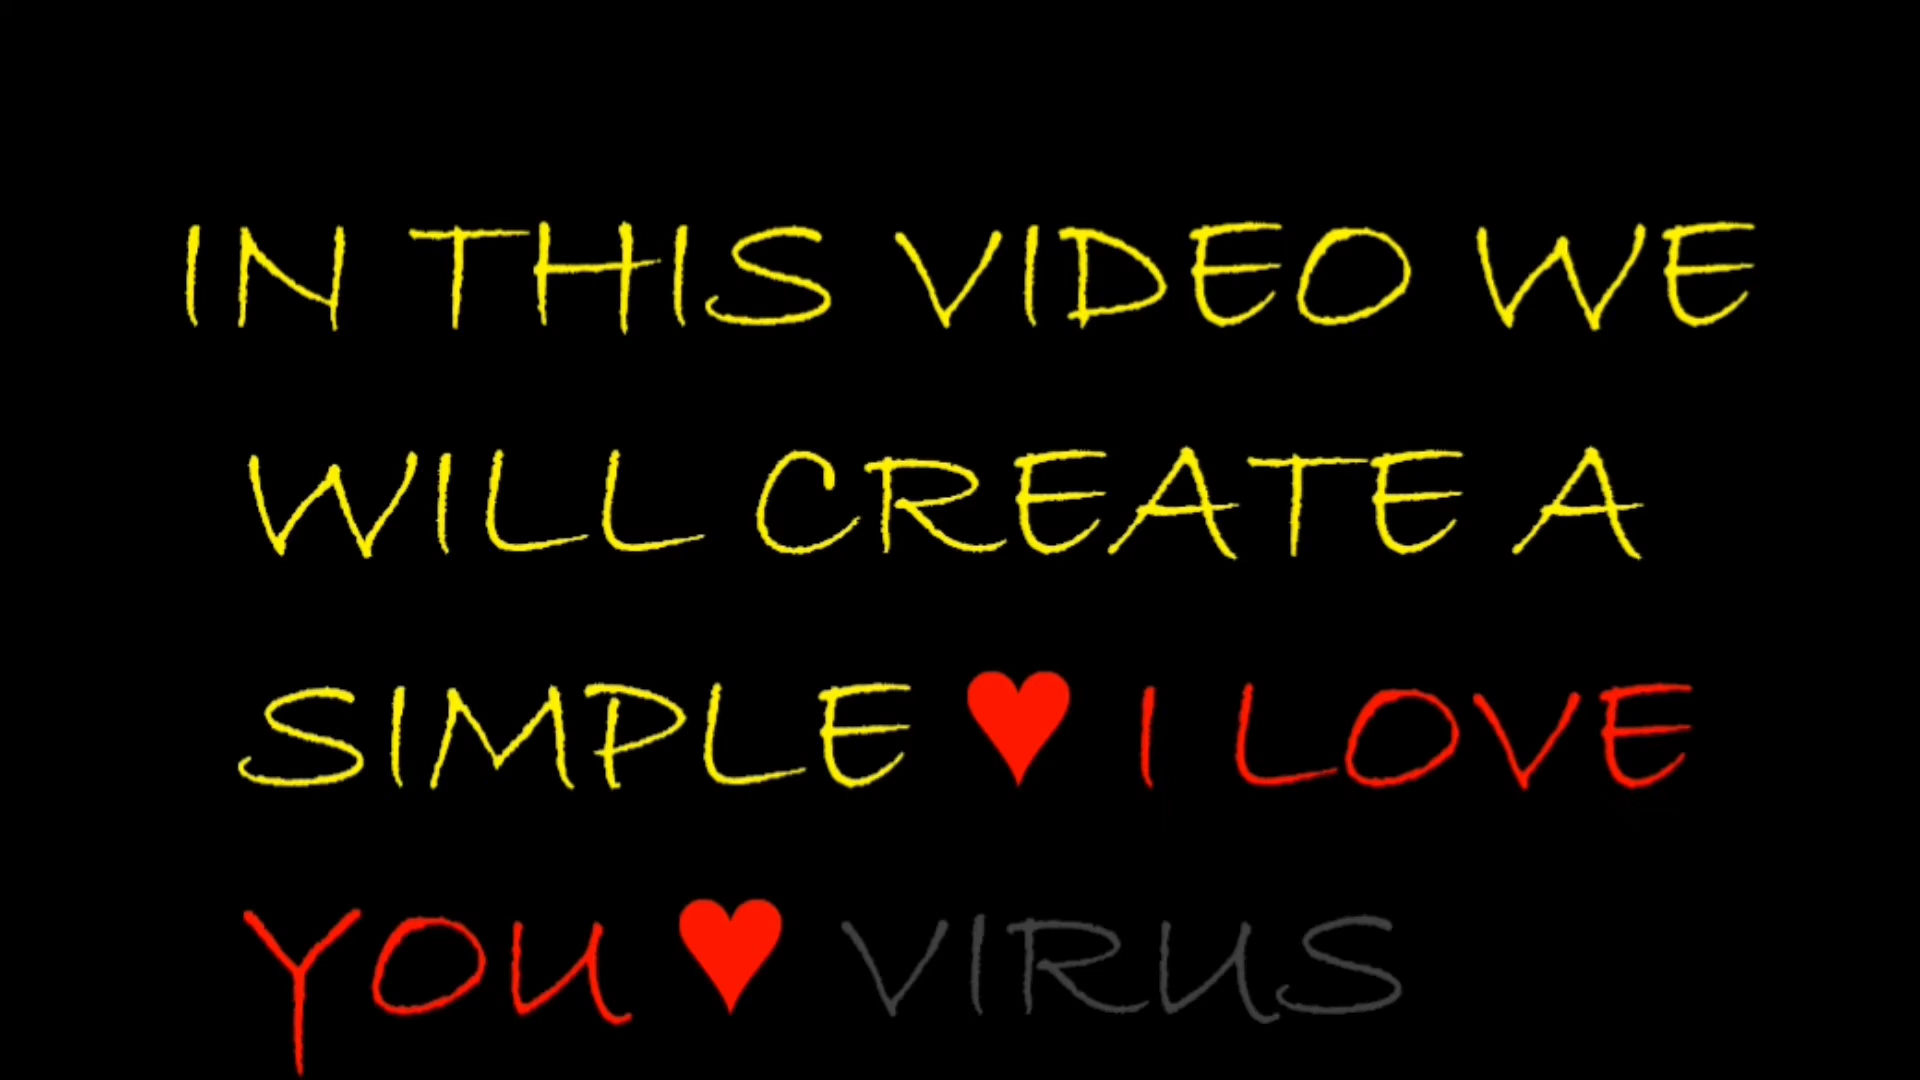 IN THIS VIDEO WE
WILL CREATE A
SIMPLE ♥ I LOVE
YOU ♥ VIRUS